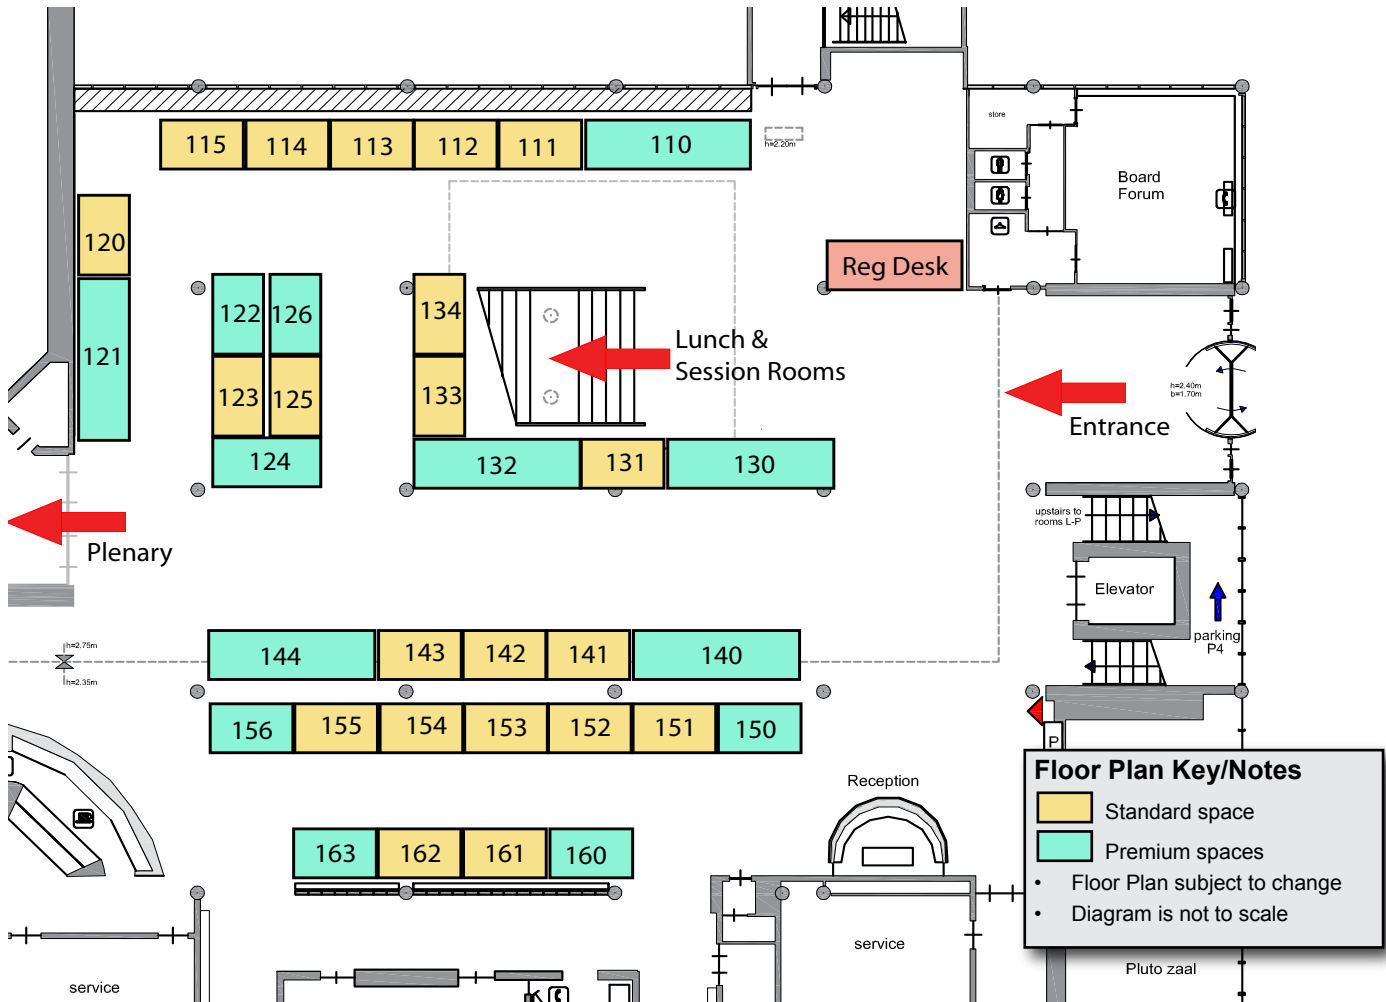 store
115
114
113
112
111
110
h=2.20m
Board
Forum
120
Reg Desk
122
126
134
Lunch &
Session Rooms
121
123
125
133
h=2.40m
b=1.70m
Entrance
124
132
131
130
upstairs to
rooms L-P
Plenary
Elevator
parking
P4
h=2.75m
h=2.35m
144
143
142
141
140
156
155
154
153
152
151
150
P
Floor Plan Key/Notes
Standard space
Premium spaces
• Floor Plan subject to change
• Diagram is not to scale
Reception
163
162
161
160
service
service
Pluto zaal